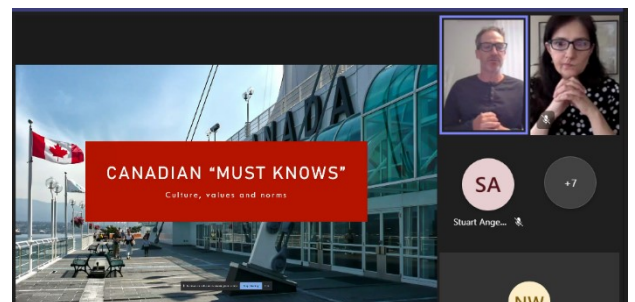 CANADA
CANADIAN "MUST KNOWS"
Culture, values and norms
SA
+7
Stuart Ange...
NW